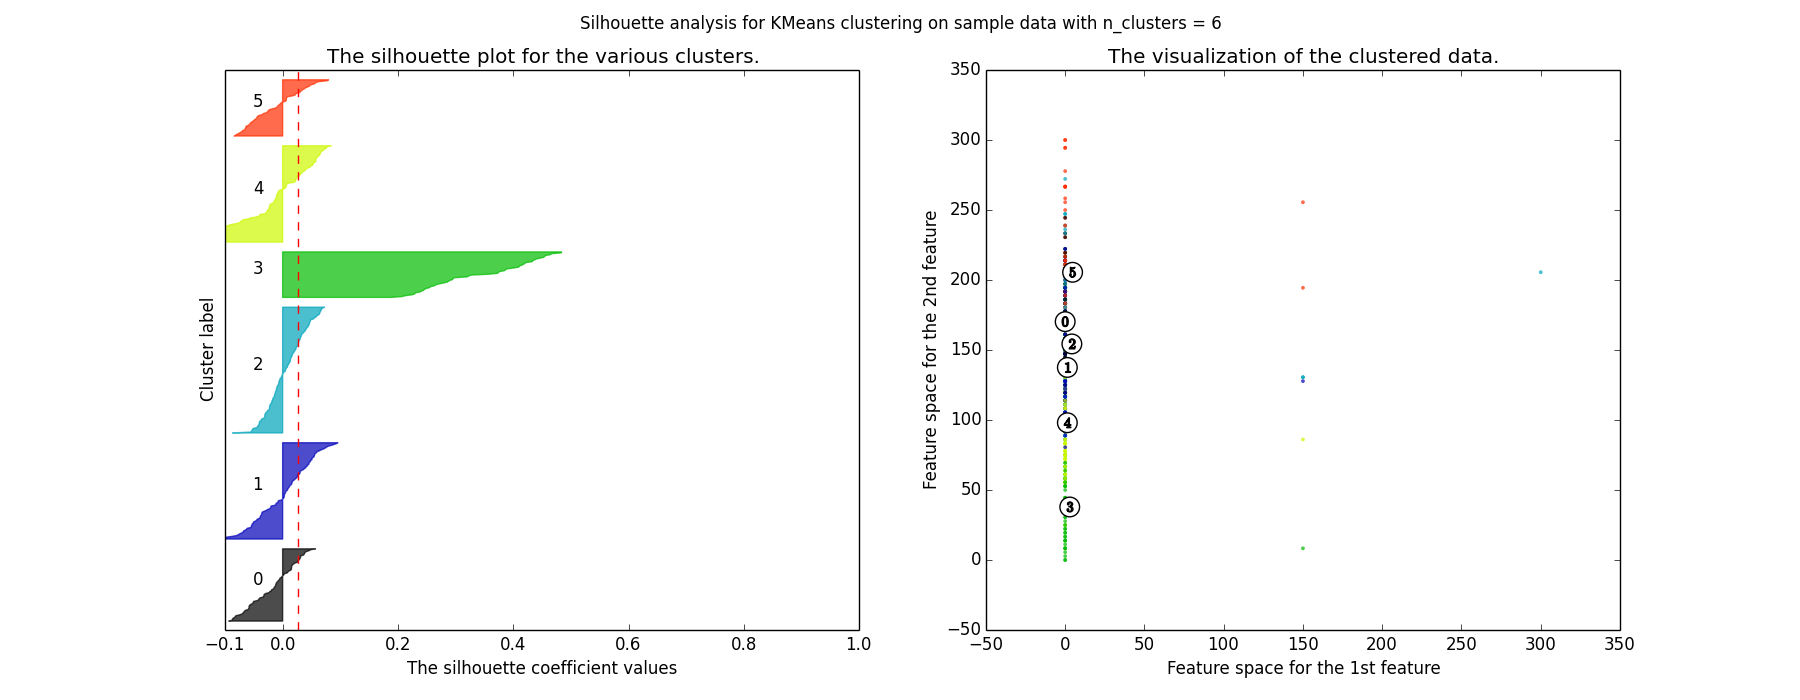 Silhouette analysis for KMeans clustering on sample data with n_clusters = 6
The silhouette plot for the various clusters.
5
4
3
2
1
0
Cluster label
−0.1 0.0 0.2 0.4 0.6 0.8 1.0
The silhouette coefficient values
The visualization of the clustered data.
350
300
250
200
150
100
50
0
−50
Feature space for the 2nd feature
5
0
2
1
4
3
−50 0 50 100 150 200 250 300 350
Feature space for the 1st feature